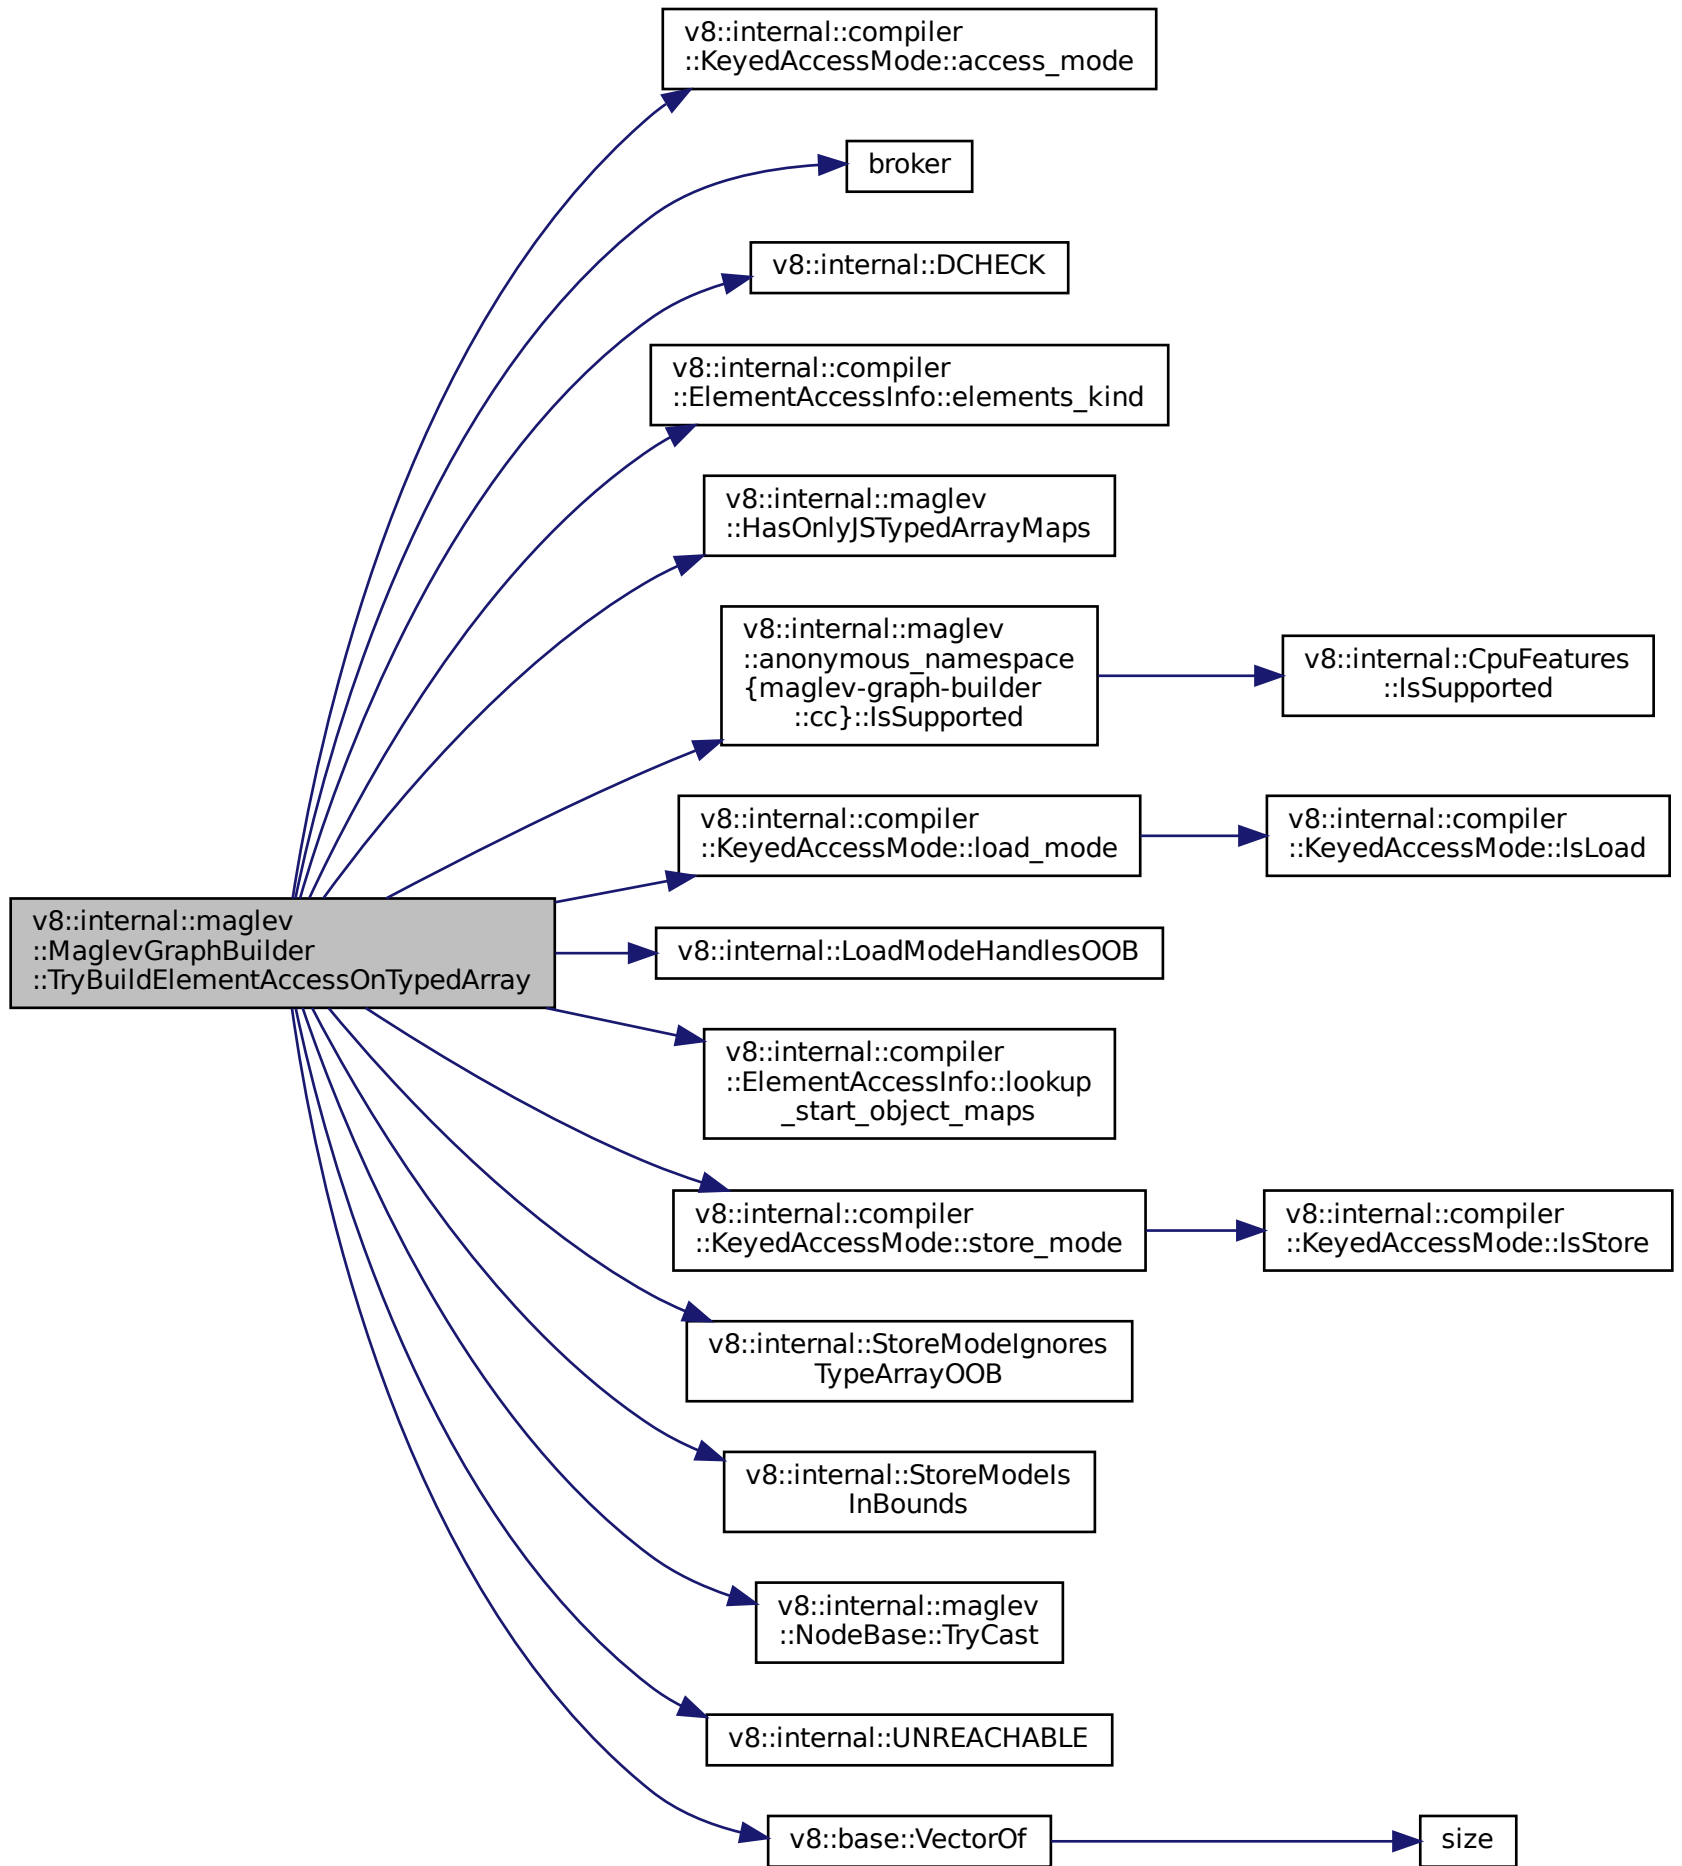 v8::internal::compiler
::KeyedAccessMode::access_mode
broker
v8::internal::DCHECK
v8::internal::compiler
::ElementAccessInfo::elements_kind
v8::internal::maglev
::HasOnlyJSTypedArrayMaps
v8::internal::maglev
::anonymous_namespace
{maglev-graph-builder
::cc}::IsSupported
v8::internal::CpuFeatures
::IsSupported
v8::internal::compiler
::KeyedAccessMode::load_mode
v8::internal::compiler
::KeyedAccessMode::IsLoad
v8::internal::maglev
::MaglevGraphBuilder
::TryBuildElementAccessOnTypedArray
v8::internal::LoadModeHandlesOOB
v8::internal::compiler
::ElementAccessInfo::lookup
_start_object_maps
v8::internal::compiler
::KeyedAccessMode::store_mode
v8::internal::compiler
::KeyedAccessMode::IsStore
v8::internal::StoreModeIgnores
TypeArrayOOB
v8::internal::StoreModeIs
InBounds
v8::internal::maglev
::NodeBase::TryCast
v8::internal::UNREACHABLE
v8::base::VectorOf
size